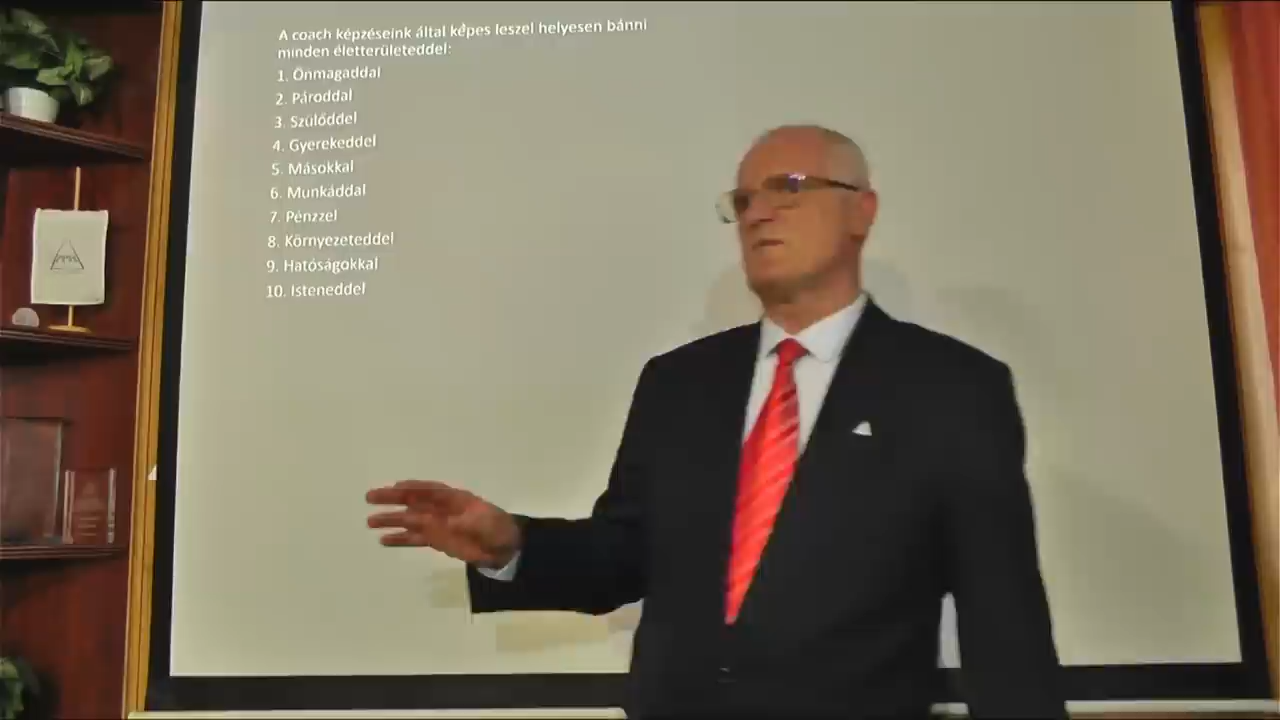 A coach képzéseink által képes leszel helyesen bánni
minden életterületeddel:
1. Önmagaddal
2. Pároddal
3. Szülőddel
4. Gyerekeddel
5. Másokkal
6. Munkáddal
7. Pénzzel
8. Környezeteddel
9. Hatóságokkal
10. Isteneddel